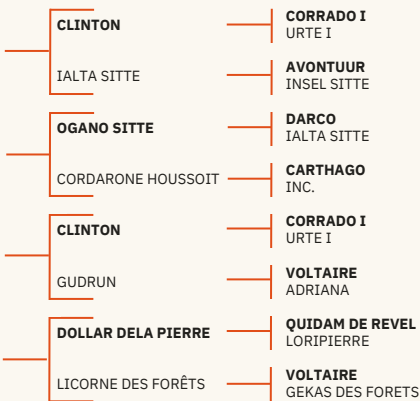 CLINTON
CORRADO I
URTE I
IALTA SITTE
AVONTUUR
INSEL SITTE
OGANO SITTE
DARCO
IALTA SITTE
CORDARONE HOUSSOIT
CARTHAGO
INC.
CLINTON
CORRADO I
URTE I
GUDRUN
VOLTAIRE
ADRIANA
DOLLAR DELA PIERRE
QUIDAM DE REVEL
LORIPIERRE
LICORNE DES FORÊTS
VOLTAIRE
GEKAS DES FORETS